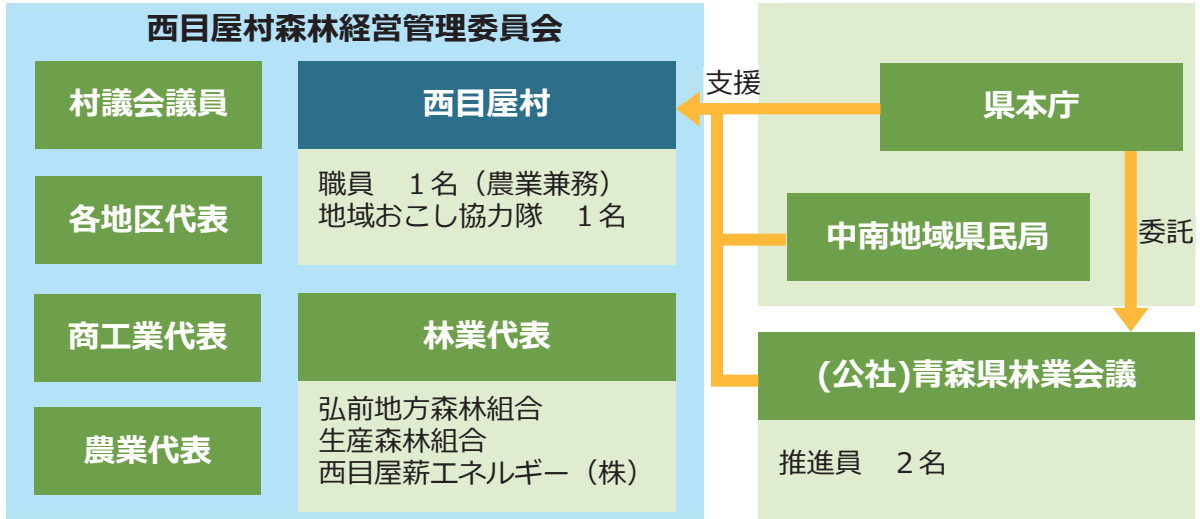 西目屋村森林経営管理委員会
村議会議員
各地区代表
商工業代表
農業代表
西目屋村
職員　１名（農業兼務）
地域おこし協力隊　１名
林業代表
弘前地方森林組合
生産森林組合
西目屋薪エネルギー（株）
支援
県本庁
中南地域県民局
委託
(公社)青森県林業会議
推進員　２名